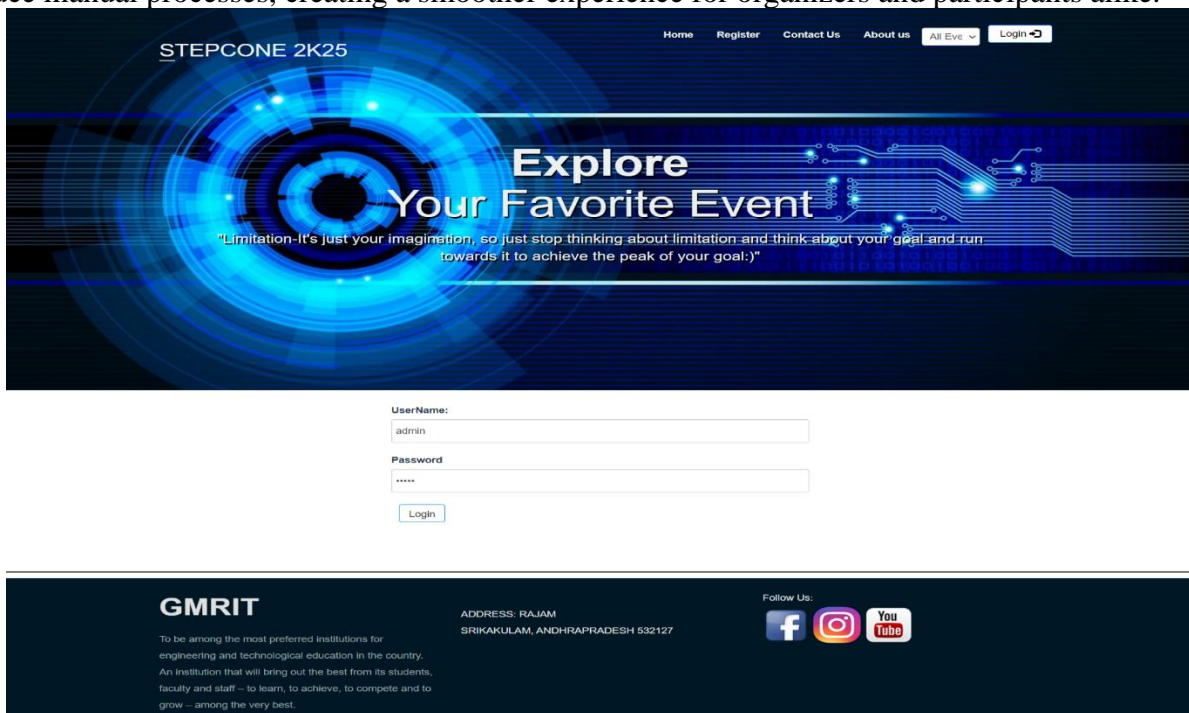 manual processes, creating a smoother experience for organizers and participants alike.
STEPCONE 2K25
Home Register Contact Us About us All Eve Login
Explore
Your Favorite Event
"Limitation-It's just your imagination, so just stop thinking about limitation and think about your goal and run
towards it to achieve the peak of your goal:)"
UserName:
admin
Password
•••••
Login
GMRIT
To be among the most preferred institutions for
engineering and technological education in the country.
An institution that will bring out the best from its students,
faculty and staff – to learn, to achieve, to compete and to
grow – among the very best.
ADDRESS: RAJAM
SRIKAKULAM, ANDHRAPRADESH 532127
Follow Us:
f
You
Tube